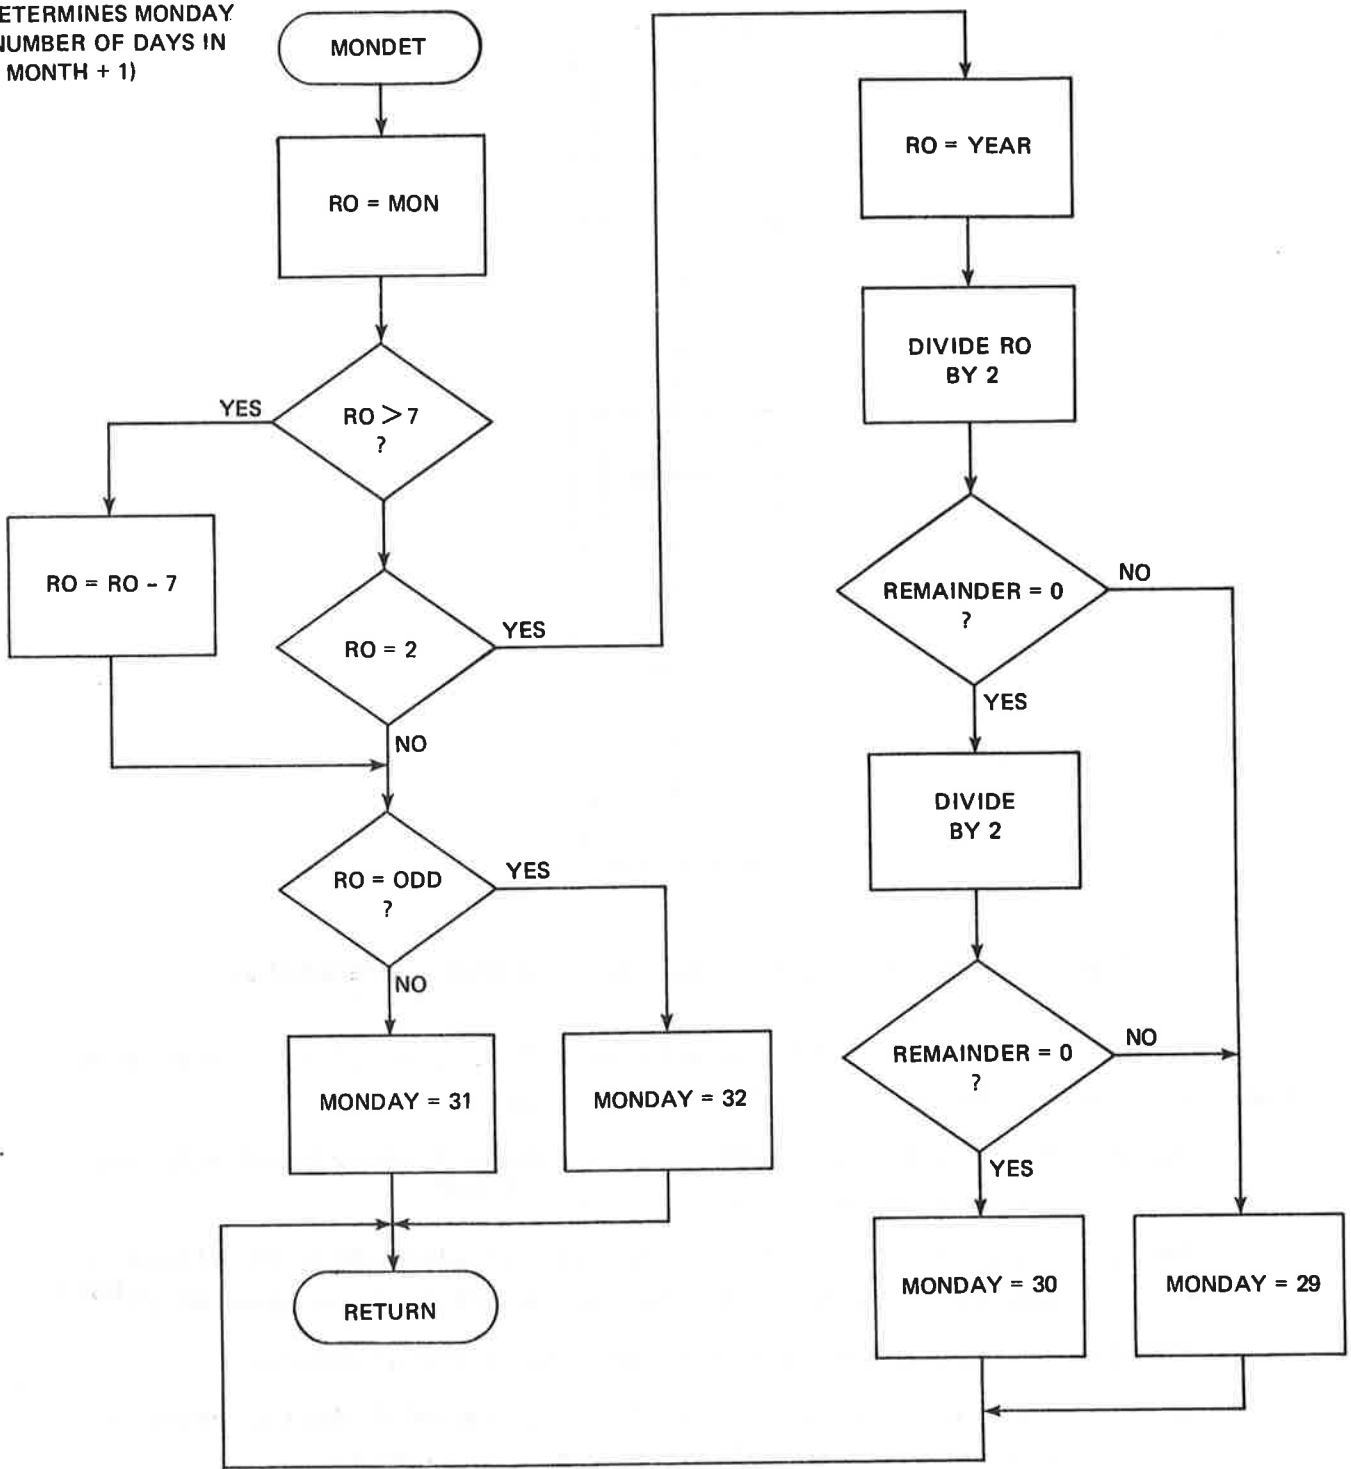 ETERMINES MONDAY
NUMBER OF DAYS IN
MONTH + 1)
MONDET
RO = MON
RO > 7
?
YES
RO = RO - 7
RO = 2
YES
NO
RO = ODD
?
YES
NO
MONDAY = 31
MONDAY = 32
RETURN
RO = YEAR
DIVIDE RO
BY 2
REMAINDER = 0
?
NO
YES
DIVIDE
BY 2
REMAINDER = 0
?
NO
YES
MONDAY = 30
MONDAY = 29